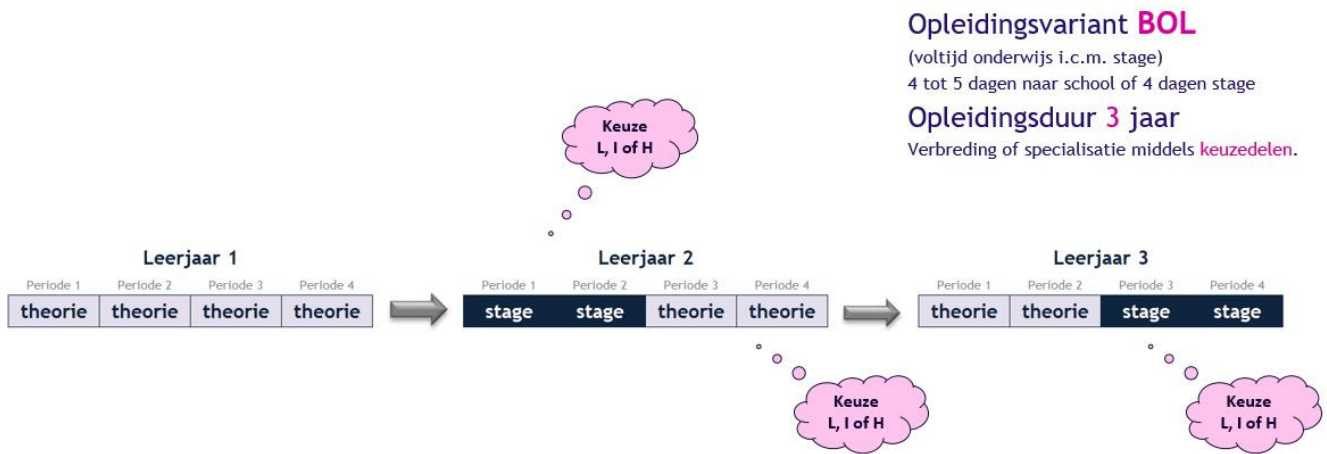 Opleidingsvariant BOL
(voltijd onderwijs i.c.m. stage)
4 tot 5 dagen naar school of 4 dagen stage
Opleidingsduur 3 jaar
Verbreding of specialisatie middels keuzedelen.
Keuze
L, I of H
Leerjaar 1
Periode 1 Periode 2 Periode 3 Periode 4
theorie theorie theorie theorie
Leerjaar 2
Periode 1 Periode 2 Periode 3 Periode 4
stage stage theorie theorie
Leerjaar 3
Periode 1 Periode 2 Periode 3 Periode 4
theorie theorie stage stage
Keuze
L, I of H
Keuze
L, I of H